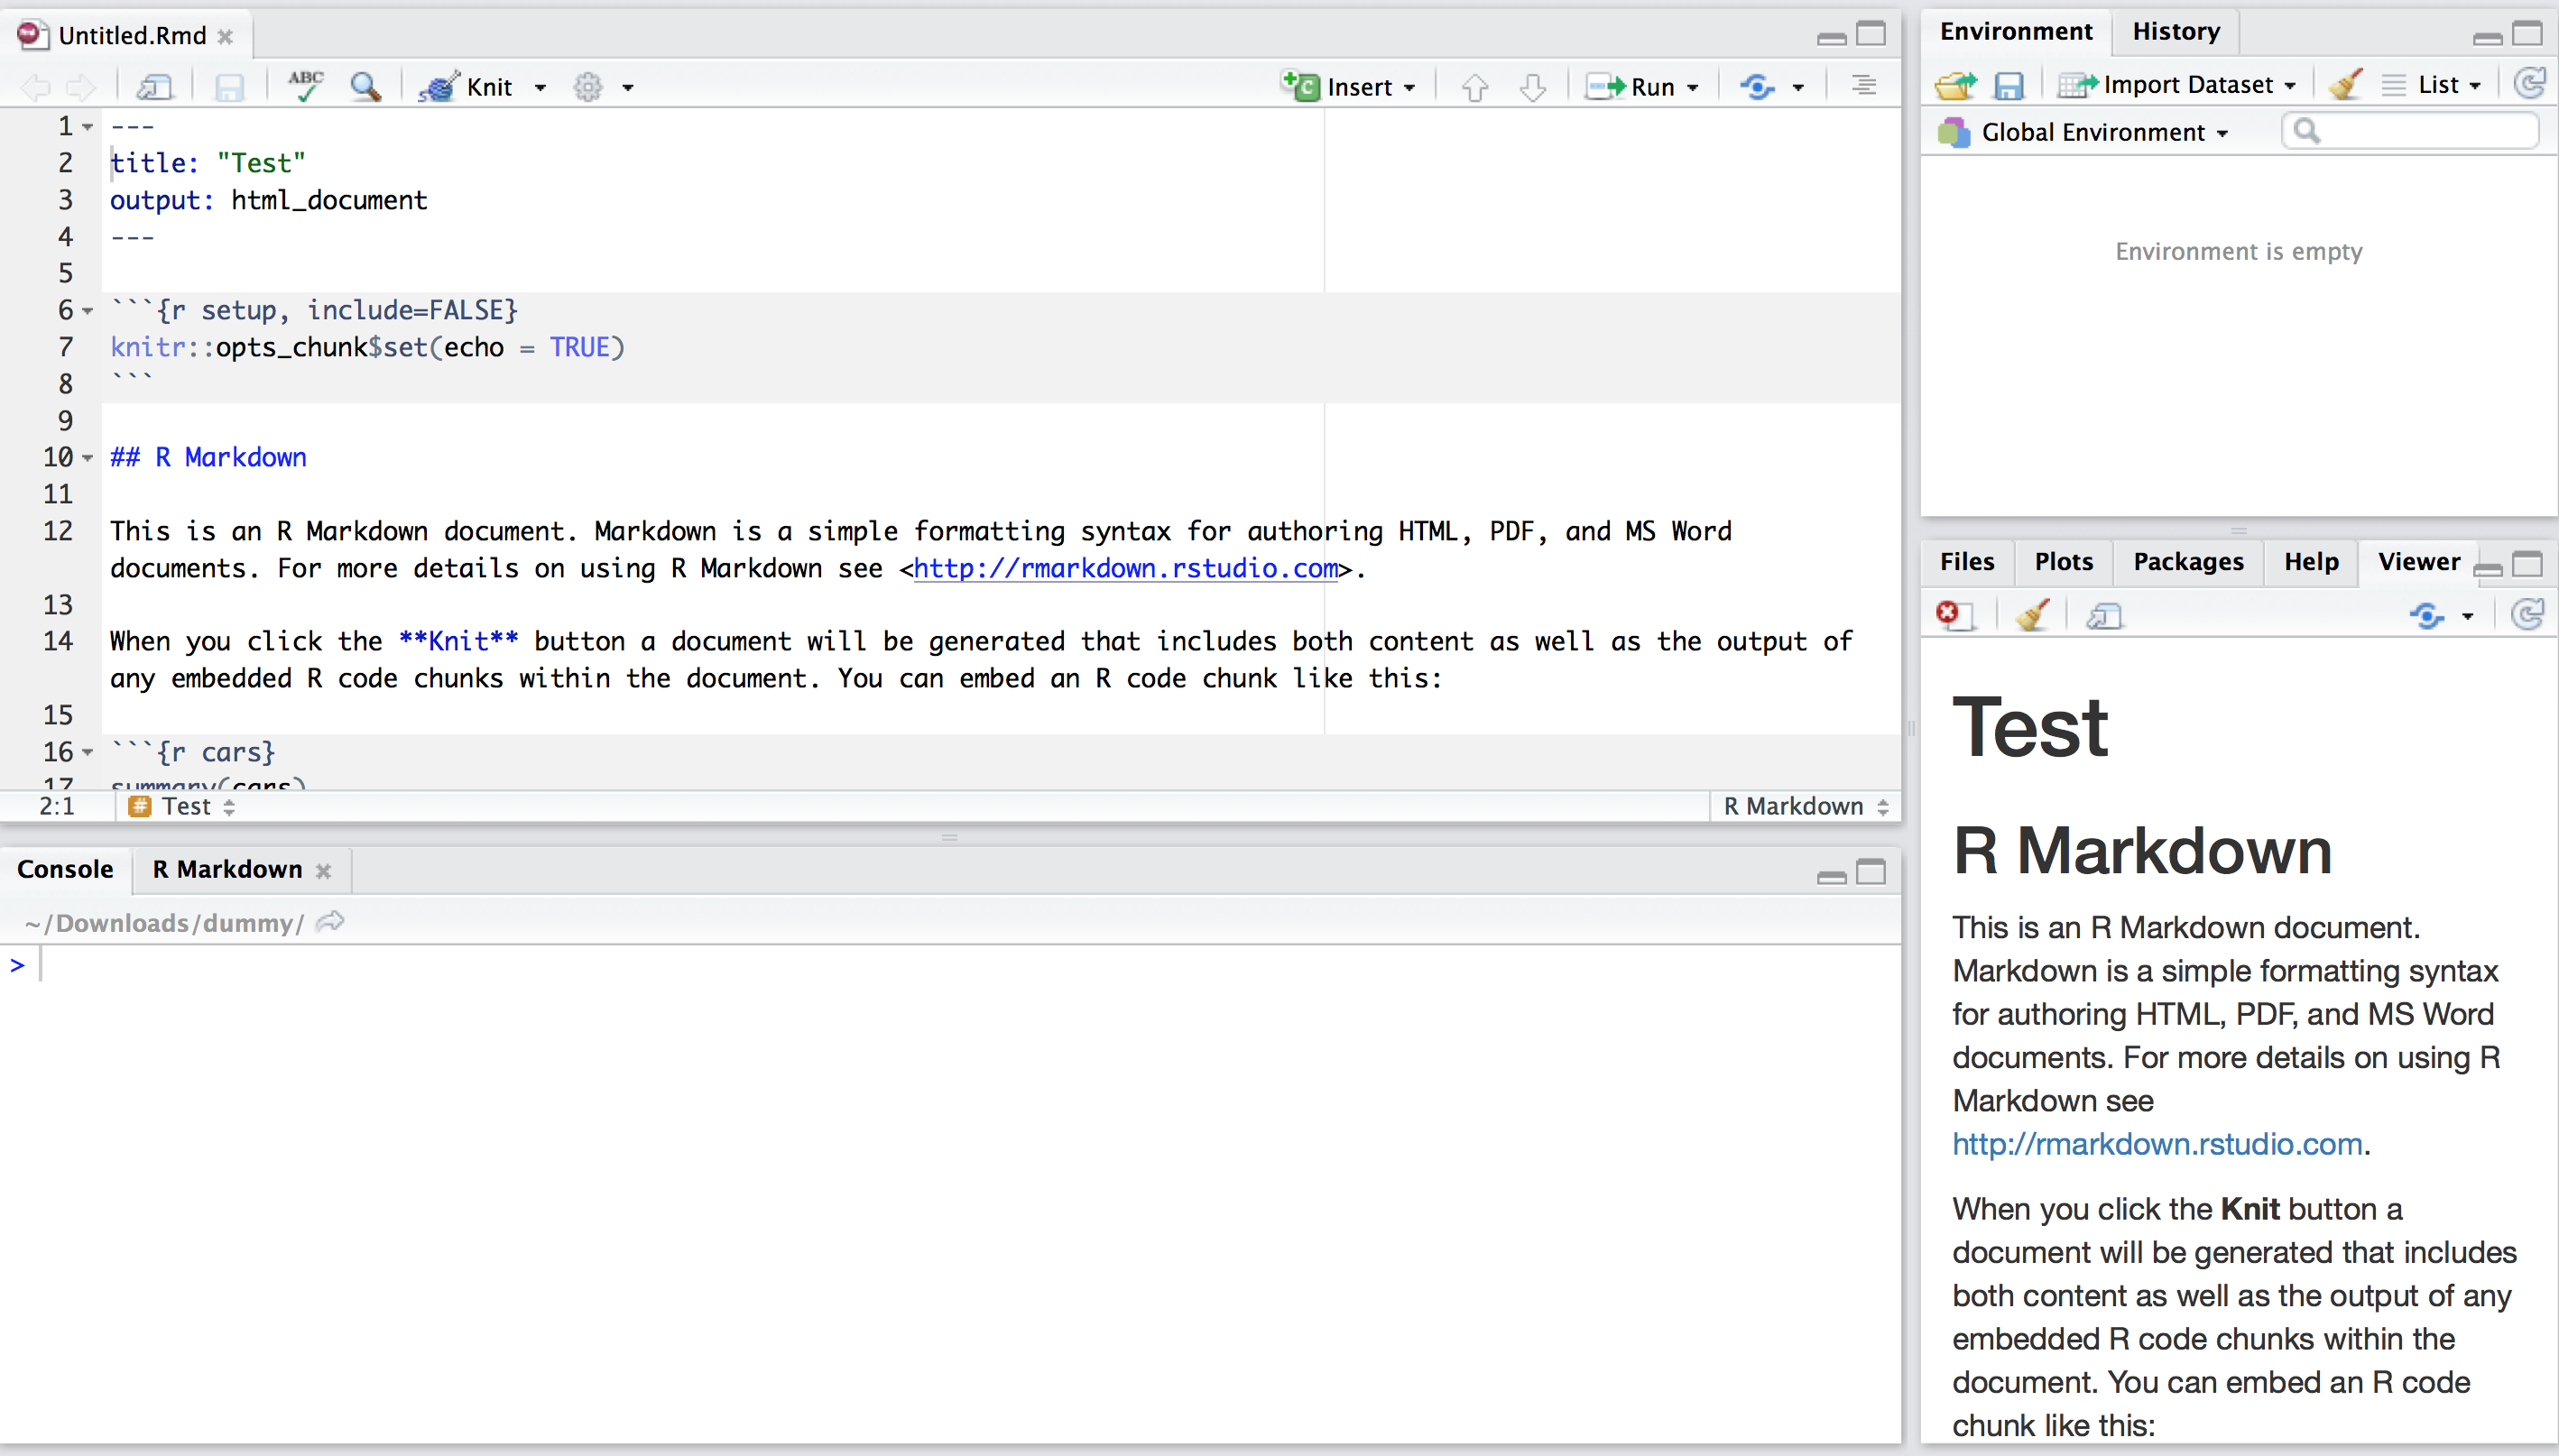 Untitled.Rmd
ABC Knit Insert Run
1 ---
2 title: "Test"
3 output: html_document
4 ---
5
6 ```{r setup, include=FALSE}
7 knitr::opts_chunk$set(echo = TRUE)
8 ```
9
10 ## R Markdown
11
12 This is an R Markdown document. Markdown is a simple formatting syntax for authoring HTML, PDF, and MS Word
documents. For more details on using R Markdown see <http://rmarkdown.rstudio.com>.
13
14 When you click the **Knit** button a document will be generated that includes both content as well as the output of
any embedded R code chunks within the document. You can embed an R code chunk like this:
15
16 ```{r cars}
17 summary(cars)
2:1 # Test R Markdown
Console R Markdown
~/Downloads/dummy/
>
Environment History
Import Dataset List
Global Environment
Environment is empty
Files Plots Packages Help Viewer
Test
R Markdown
This is an R Markdown document.
Markdown is a simple formatting syntax
for authoring HTML, PDF, and MS Word
documents. For more details on using R
Markdown see
http://rmarkdown.rstudio.com.
When you click the Knit button a
document will be generated that includes
both content as well as the output of any
embedded R code chunks within the
document. You can embed an R code
chunk like this: